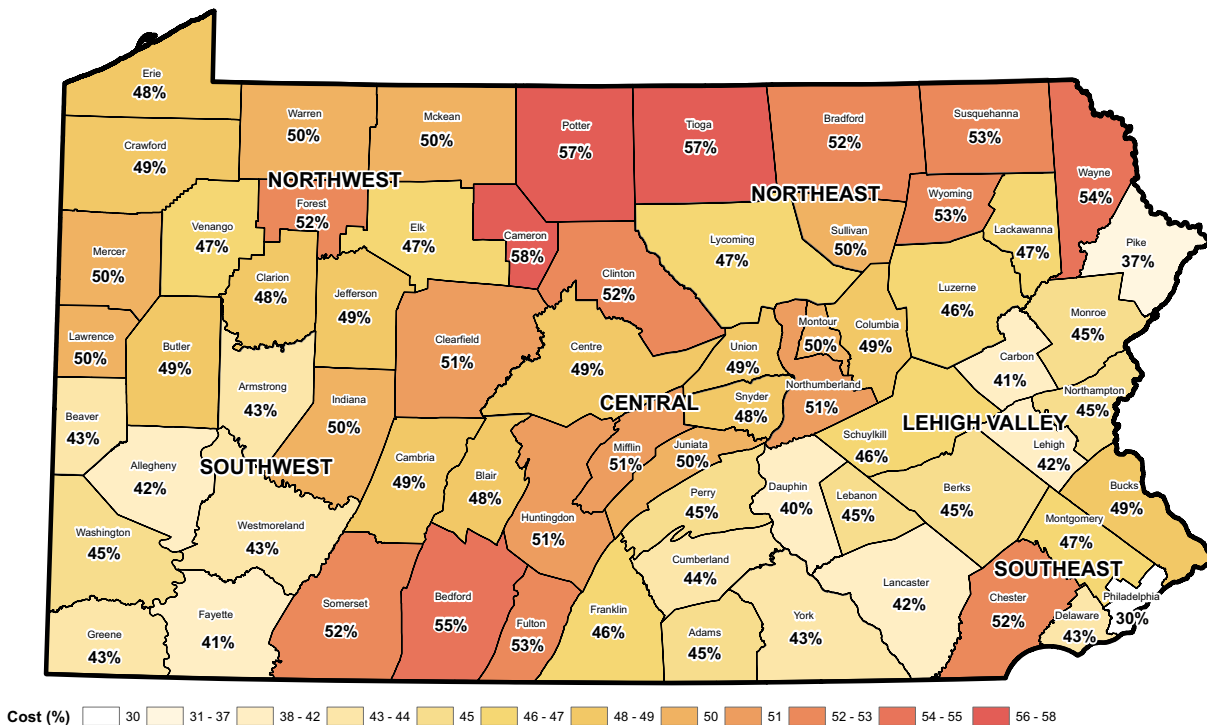 Erie
48%
Warren
50%
Mckean
50%
Potter
57%
Tioga
57%
Bradford
52%
Susquehanna
53%
Crawford
49%
Wayne
54%
NORTHWEST
NORTHEAST
Forest
52%
Wyoming
53%
Venango
47%
Elk
47%
Cameron
58%
Lycoming
47%
Sullivan
50%
Lackawanna
47%
Pike
37%
Mercer
50%
Clarion
48%
Clinton
52%
Jefferson
49%
Luzerne
46%
Monroe
45%
Lawrence
50%
Butler
49%
Clearfield
51%
Centre
49%
Union
49%
Montour
50%
Columbia
49%
Carbon
41%
Armstrong
43%
Northumberland
51%
Northampton
45%
Beaver
43%
Indiana
50%
CENTRAL
Snyder
48%
LEHIGH VALLEY
Allegheny
42%
SOUTHWEST
Cambria
49%
Blair
48%
Mifflin
51%
Juniata
50%
Schuylkill
46%
Lehigh
42%
Perry
45%
Dauphin
40%
Lebanon
45%
Berks
45%
Bucks
49%
Washington
45%
Westmoreland
43%
Huntingdon
51%
Montgomery
47%
Cumberland
44%
SOUTHEAST
Somerset
52%
Bedford
55%
Fulton
53%
Franklin
46%
Adams
45%
York
43%
Lancaster
42%
Chester
52%
Delaware
43%
Philadelphia
30%
Greene
43%
Fayette
41%
Cost (%) 30 31 - 37 38 - 42 43 - 44 45 46 - 47 48 - 49 50 51 52 - 53 54 - 55 56 - 58